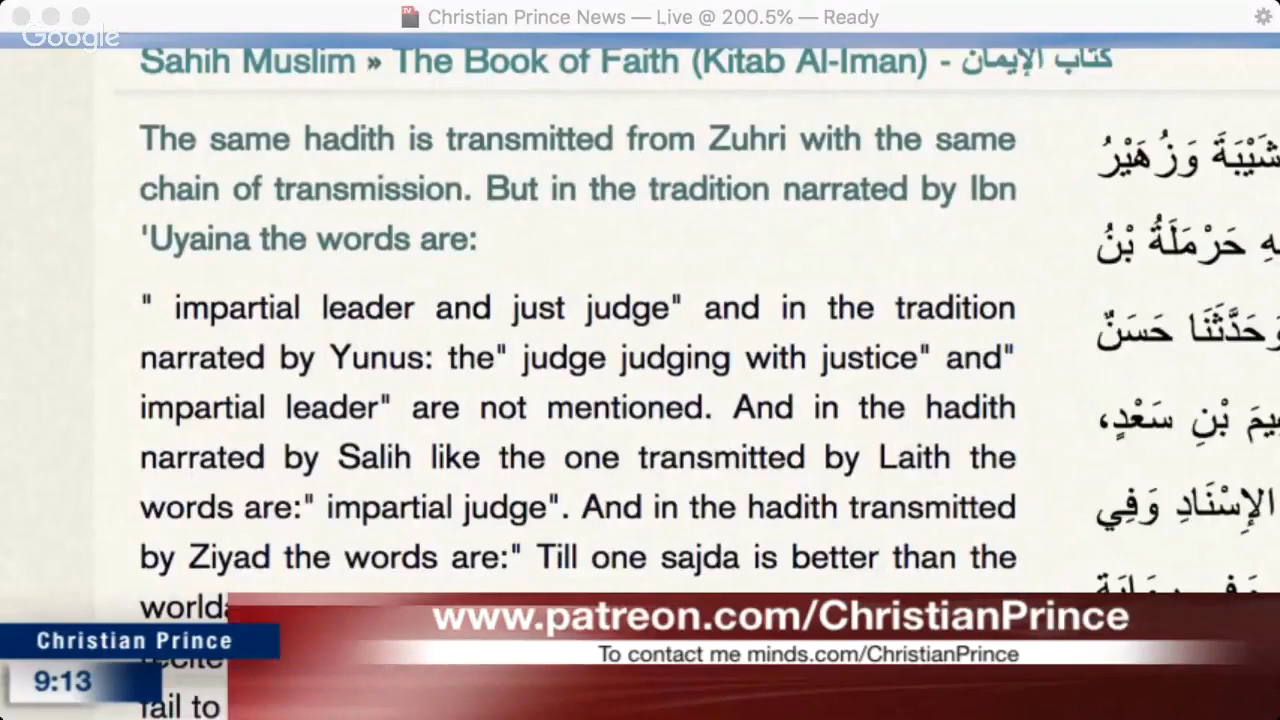 Christian Prince News — Live @ 200.5% — Ready
Google
Sahih Muslim » The Book of Faith (Kitab Al-Iman) - كتاب الإيمان
The same hadith is transmitted from Zuhri with the same
chain of transmission. But in the tradition narrated by Ibn
'Uyaina the words are:
" impartial leader and just judge" and in the tradition
narrated by Yunus: the" judge judging with justice" and"
impartial leader" are not mentioned. And in the hadith
narrated by Salih like the one transmitted by Laith the
words are:" impartial judge". And in the hadith transmitted
by Ziyad the words are:" Till one sajda is better than the
fail to
شَيْبَةَ وَزُهَيْرُ
حَرْمَلَةُ بْنُ
وَحَدَّثَنَا حَسَنٌ
بْنِ سَعْدٍ،
الإِسْنَادِ وَفِي
www.patreon.com/ChristianPrince
To contact me minds.com/ChristianPrince
Christian Prince
9:13